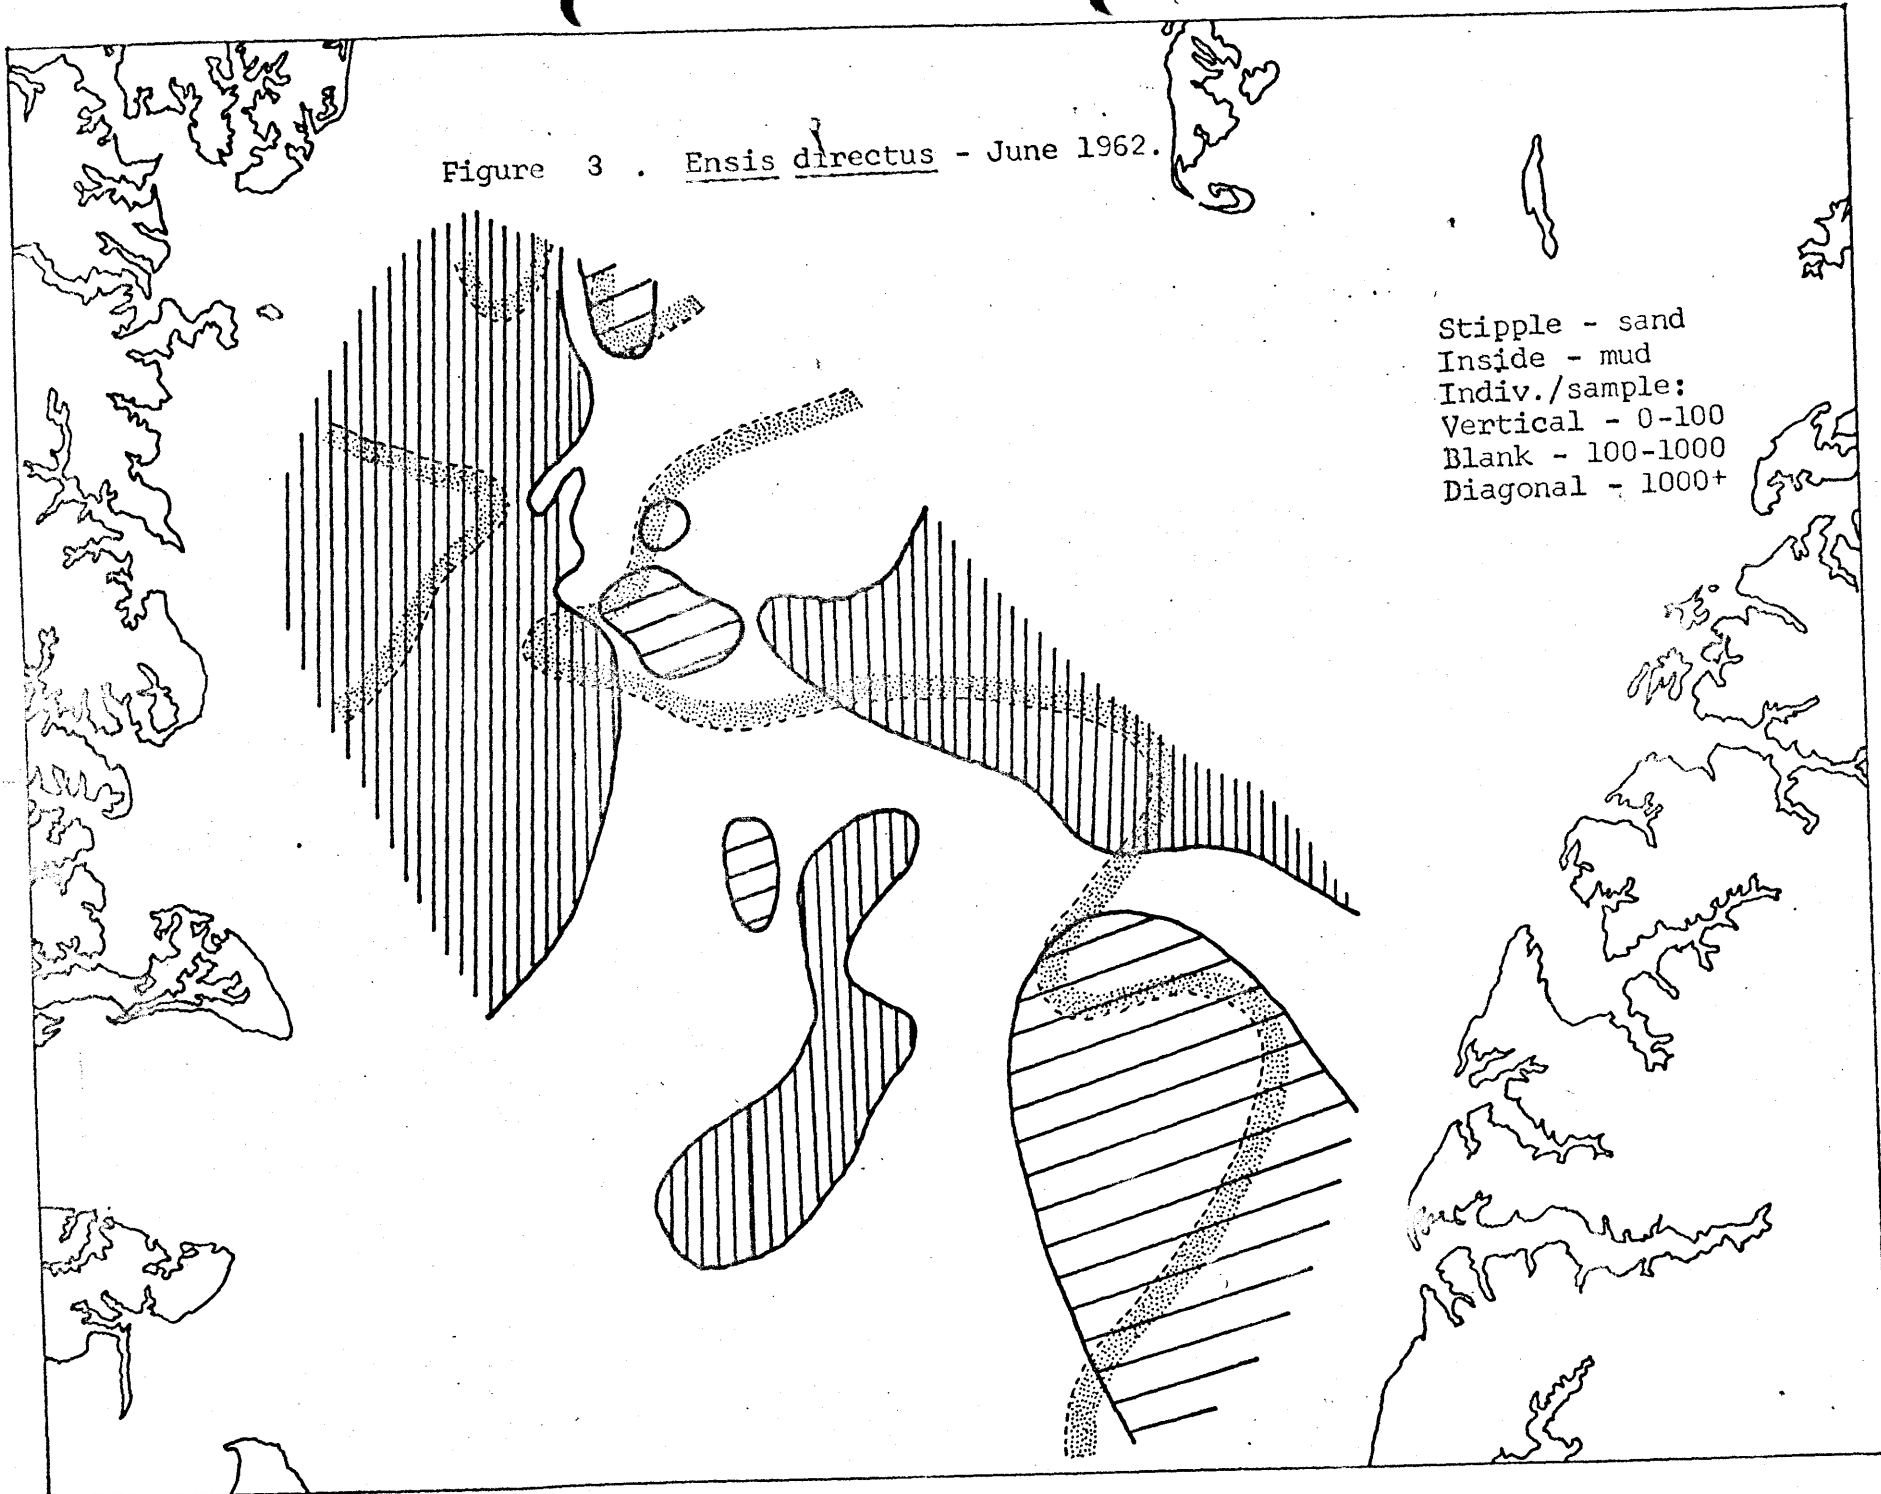 Figure 3 . Ensis directus - June 1962.
Stipple - sand
Inside - mud
Indiv./sample:
Vertical - 0-100
Blank - 100-1000
Diagonal - 1000+